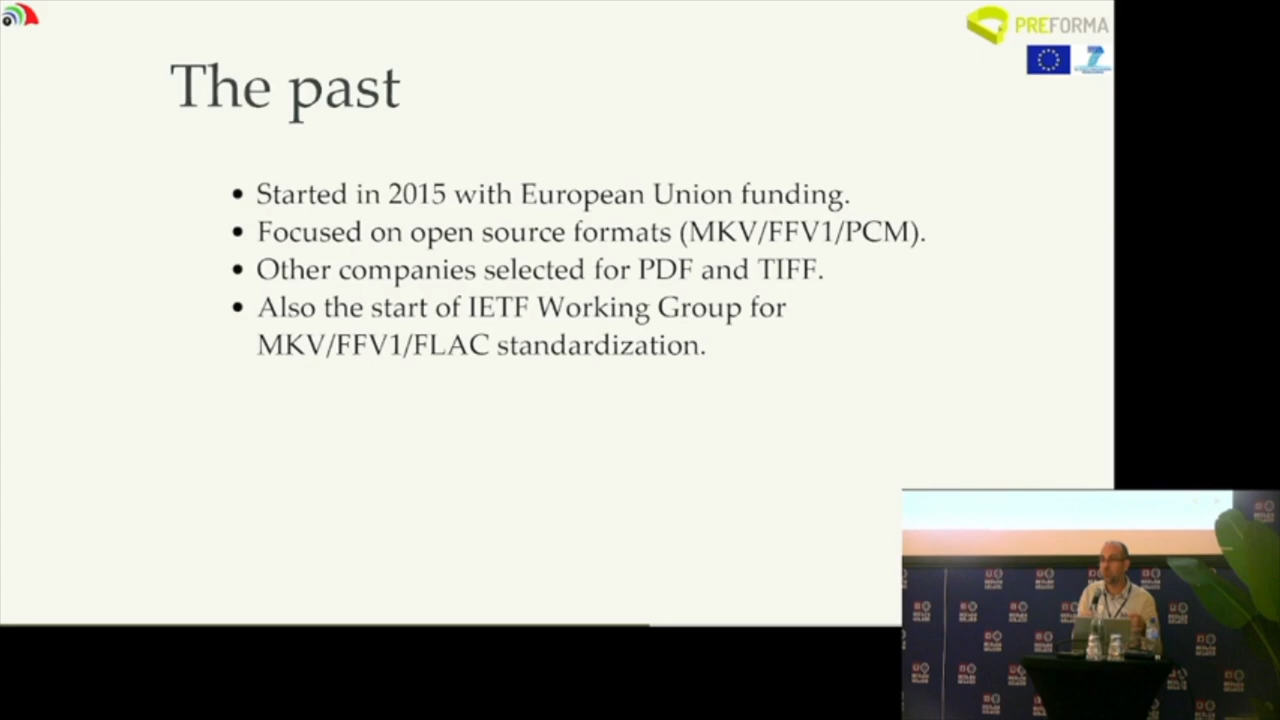 PREFORMA
The past
• Started in 2015 with European Union funding.
• Focused on open source formats (MKV/FFV1/PCM).
• Other companies selected for PDF and TIFF.
• Also the start of IETF Working Group for
MKV/FFV1/FLAC standardization.